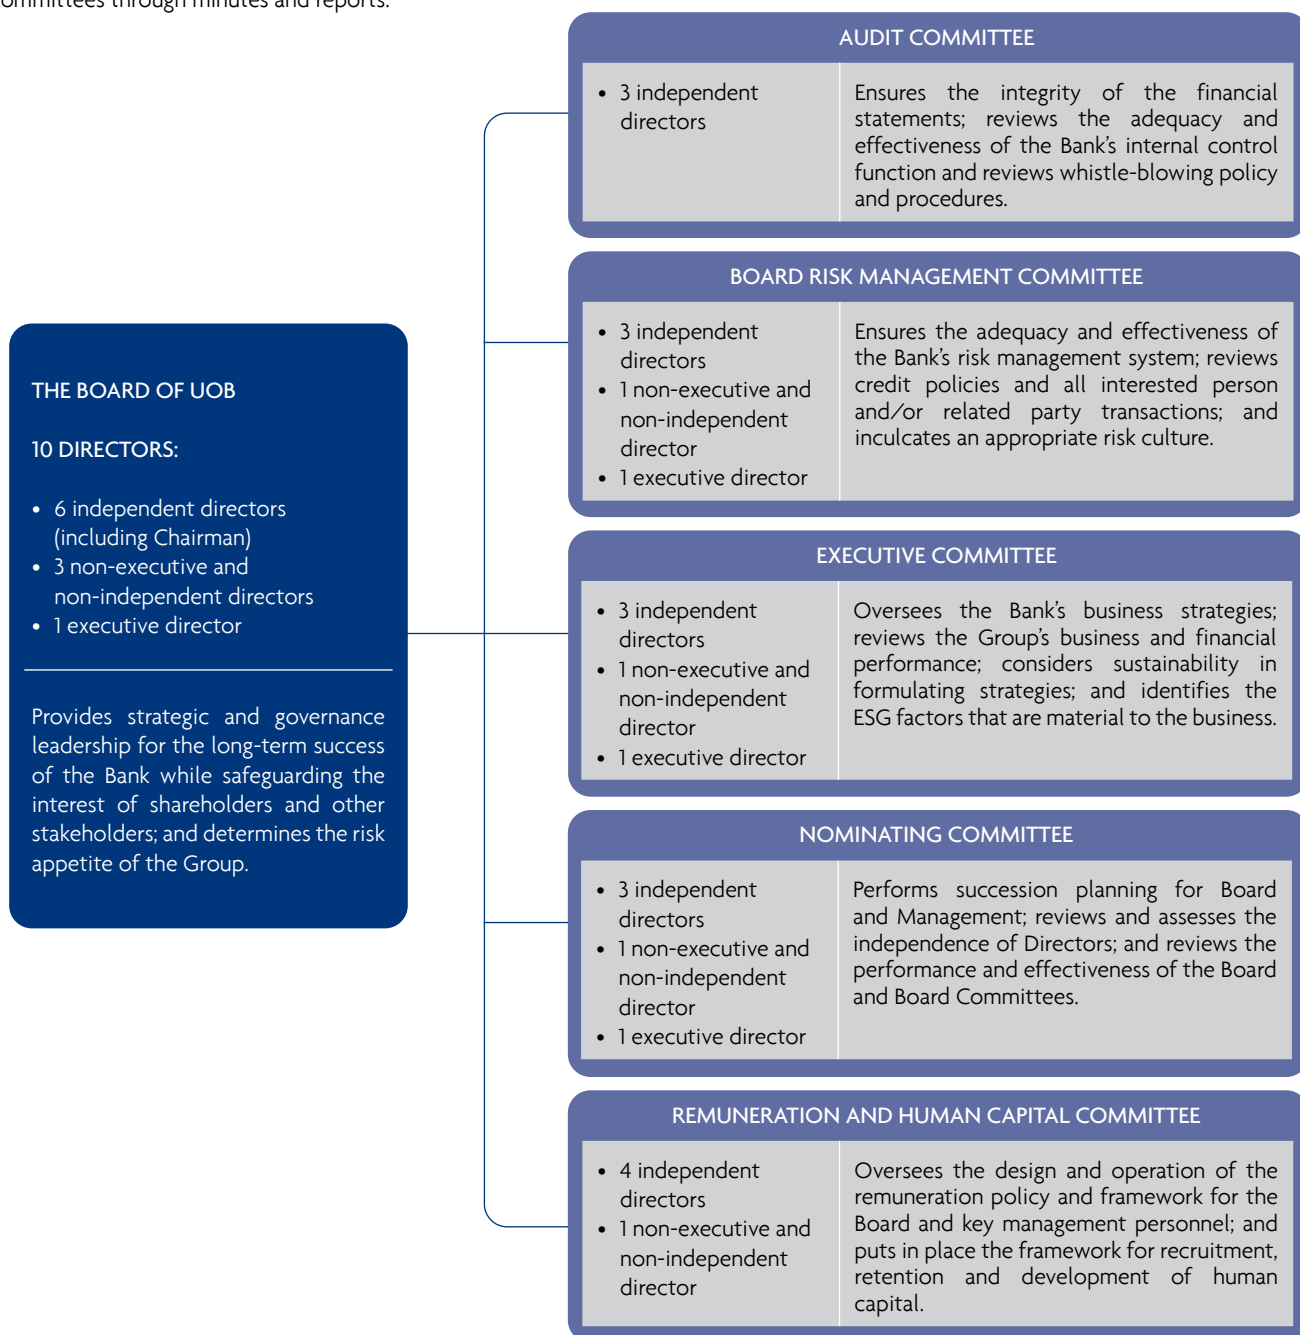 ommittees through minutes and reports.
THE BOARD OF UOB
10 DIRECTORS:
• 6 independent directors
(including Chairman)
• 3 non-executive and
non-independent directors
• 1 executive director
Provides strategic and governance
leadership for the long-term success
of the Bank while safeguarding the
interest of shareholders and other
stakeholders; and determines the risk
appetite of the Group.
AUDIT COMMITTEE
• 3 independent
directors
Ensures the integrity of the financial
statements; reviews the adequacy and
effectiveness of the Bank's internal control
function and reviews whistle-blowing policy
and procedures.
BOARD RISK MANAGEMENT COMMITTEE
• 3 independent
directors
• 1 non-executive and
non-independent
director
• 1 executive director
Ensures the adequacy and effectiveness of
the Bank's risk management system; reviews
credit policies and all interested person
and/or related party transactions; and
inculcates an appropriate risk culture.
EXECUTIVE COMMITTEE
• 3 independent
directors
• 1 non-executive and
non-independent
director
• 1 executive director
Oversees the Bank's business strategies;
reviews the Group's business and financial
performance; considers sustainability in
formulating strategies; and identifies the
ESG factors that are material to the business.
NOMINATING COMMITTEE
• 3 independent
directors
• 1 non-executive and
non-independent
director
• 1 executive director
Performs succession planning for Board
and Management; reviews and assesses the
independence of Directors; and reviews the
performance and effectiveness of the Board
and Board Committees.
REMUNERATION AND HUMAN CAPITAL COMMITTEE
• 4 independent
directors
• 1 non-executive and
non-independent
director
Oversees the design and operation of the
remuneration policy and framework for the
Board and key management personnel; and
puts in place the framework for recruitment,
retention and development of human
capital.